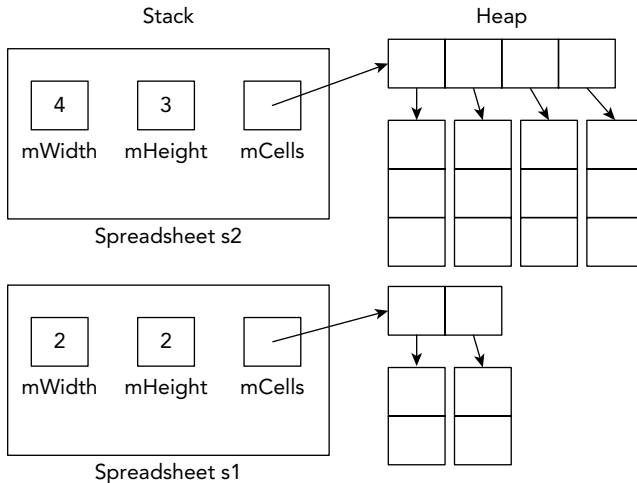 Stack Heap
4 3
mWidth mHeight mCells
Spreadsheet s2
2 2
mWidth mHeight mCells
Spreadsheet s1